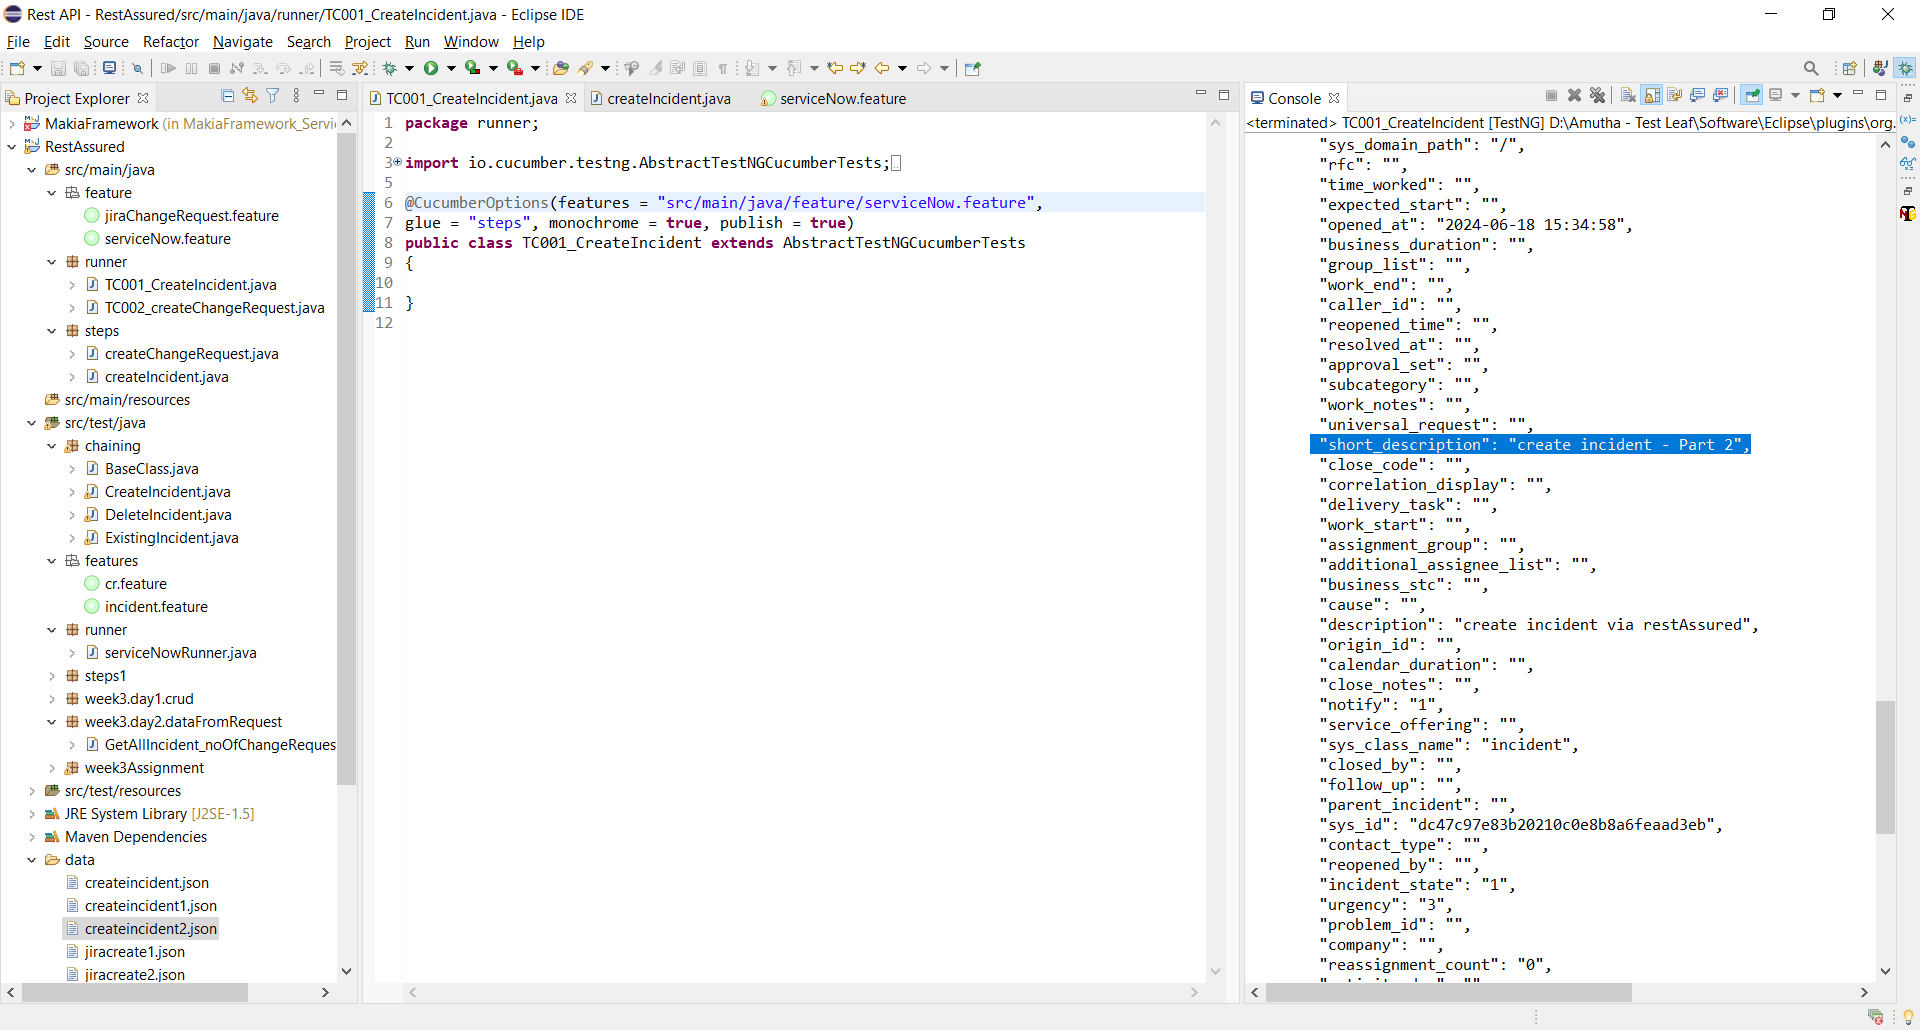 Rest API - RestAssured/src/main/java/runner/TC001_CreateIncident.java - Eclipse IDE
File Edit Source Refactor Navigate Search Project Run Window Help
Project Explorer
MakiaFramework (in MakiaFramework_Servi
RestAssured
src/main/java
feature
jiraChangeRequest.feature
serviceNow.feature
runner
TC001_CreateIncident.java
TC002_createChangeRequest.java
steps
createChangeRequest.java
createIncident.java
src/main/resources
src/test/java
chaining
BaseClass.java
CreateIncident.java
DeleteIncident.java
ExistingIncident.java
features
cr.feature
incident.feature
runner
serviceNowRunner.java
steps1
week3.day1.crud
week3.day2.dataFromRequest
GetAllIncident_noOfChangeReques
week3Assignment
src/test/resources
JRE System Library [J2SE-1.5]
Maven Dependencies
data
createincident.json
createincident1.json
createincident2.json
jiracreate1.json
jiracreate2.json
TC001_CreateIncident.java createIncident.java serviceNow.feature
1 package runner;
2
3 import io.cucumber.testng.AbstractTestNGCucumberTests;
5
6 @CucumberOptions(features = "src/main/java/feature/serviceNow.feature",
7 glue = "steps", monochrome = true, publish = true)
8 public class TC001_CreateIncident extends AbstractTestNGCucumberTests
9 {
10
11 }
12
Console
<terminated> TC001_CreateIncident [TestNG] D:\Amutha - Test Leaf\Software\Eclipse\plugins\org.
"sys_domain_path": "/",
"rfc": "",
"time_worked": "",
"expected_start": "",
"opened_at": "2024-06-18 15:34:58",
"business_duration": "",
"group_list": "",
"work_end": "",
"caller_id": "",
"reopened_time": "",
"resolved_at": "",
"approval_set": "",
"subcategory": "",
"work_notes": "",
"universal_request": "",
"short_description": "create incident - Part 2",
"close_code": "",
"correlation_display": "",
"delivery_task": "",
"work_start": "",
"assignment_group": "",
"additional_assignee_list": "",
"business_stc": "",
"cause": "",
"description": "create incident via restAssured",
"origin_id": "",
"calendar_duration": "",
"close_notes": "",
"notify": "1",
"service_offering": "",
"sys_class_name": "incident",
"closed_by": "",
"follow_up": "",
"parent_incident": "",
"sys_id": "dc47c97e83b20210c0e8b8a6feaad3eb",
"contact_type": "",
"reopened_by": "",
"incident_state": "1",
"urgency": "3",
"problem_id": "",
"company": "",
"reassignment_count": "0",